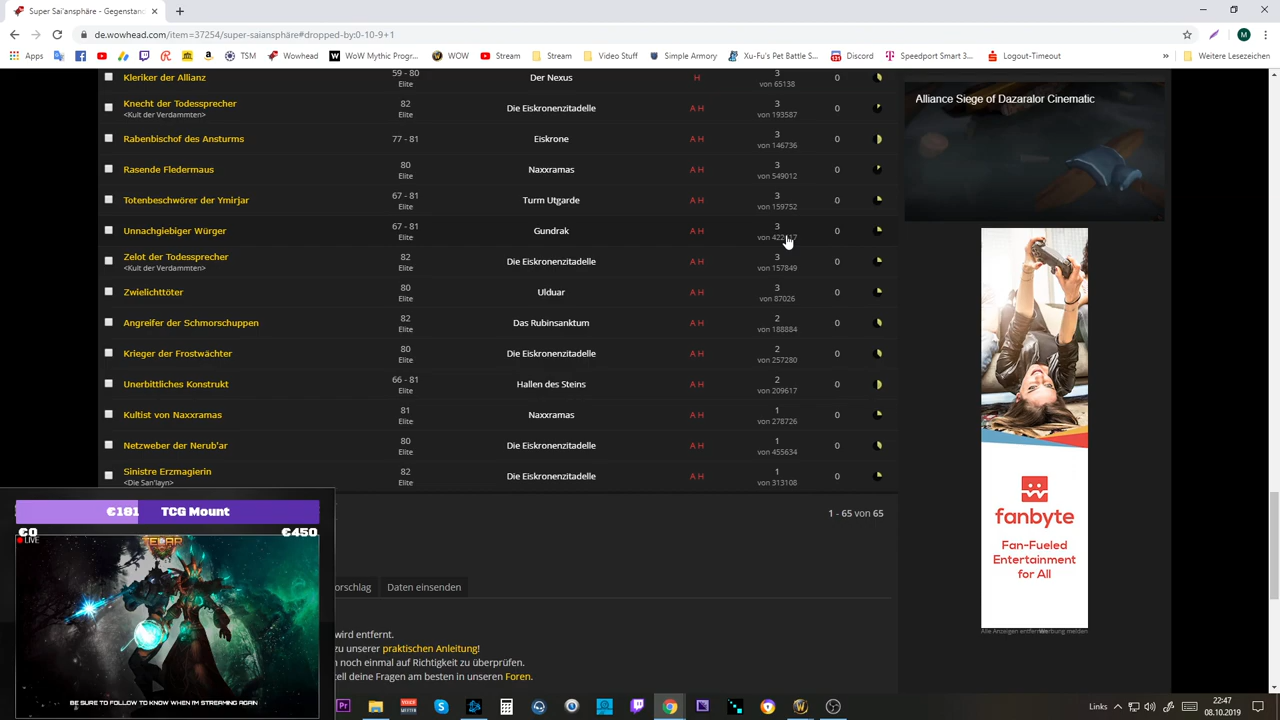 Super Sai'ansphäre - Gegenstand
de.wowhead.com/item=37254/super-saiansphäre#dropped-by:0-10-9+1
M
Apps
TSM
WoW Mythic Progr...
WOW
Stream
Stream
Video Stuff
Simple Armory
Xu-Fu's Pet Battle S...
Discord
Speedport Smart 3...
Logout-Timeout
»
Weitere Lesezeichen
Kleriker der Allianz 59 - 80 Elite Der Nexus H 3 von 65138 0
Knecht der Todessprecher <Kult der Verdammten> 82 Elite Die Eiskronenzitadelle A H 3 von 193587 0
Rabenbischof des Ansturms 77 - 81 Eiskrone A H 3 von 146736 0
Rasende Fledermaus 80 Elite Naxxramas A H 3 von 549012 0
Totenbeschwörer der Ymirjar 67 - 81 Elite Turm Utgarde A H 3 von 159752 0
Unnachgiebiger Würger 67 - 81 Elite Gundrak A H 3 von 0
Zelot der Todessprecher <Kult der Verdammten> 82 Elite Die Eiskronenzitadelle A H 3 von 157849 0
Zwielichttöter 80 Elite Ulduar A H 3 von 87026 0
Angreifer der Schmorschuppen 82 Elite Das Rubinsanktum A H 2 von 188884 0
Krieger der Frostwächter 80 Elite Die Eiskronenzitadelle A H 2 von 257280 0
Unerbittliches Konstrukt 66 - 81 Elite Hallen des Steins A H 2 von 209617 0
Kultist von Naxxramas 81 Elite Naxxramas A H 1 von 278726 0
Netzweber der Nerub'ar 80 Elite Die Eiskronenzitadelle A H 1 von 455634 0
Sinistre Erzmagierin <Die San'layn> 82 Elite Die Eiskronenzitadelle A H 1 von 313108 0
1 - 65 von 65
orschlag
Daten einsenden
wird entfernt.
zu unserer praktischen Anleitung!
n noch einmal auf Richtigkeit zu überprüfen.
tell deine Fragen am besten in unseren Foren.
Alliance Siege of Dazaralor Cinematic
fanbyte
Fan-Fueled
Entertainment
for All
Alle Anzeigen
Werbung melden
€181 TCG Mount
€0 €450
LIVE
BE SURE TO FOLLOW TO KNOW WHEN I'M STREAMING AGAIN
Pr
Links
22:47
08.10.2019